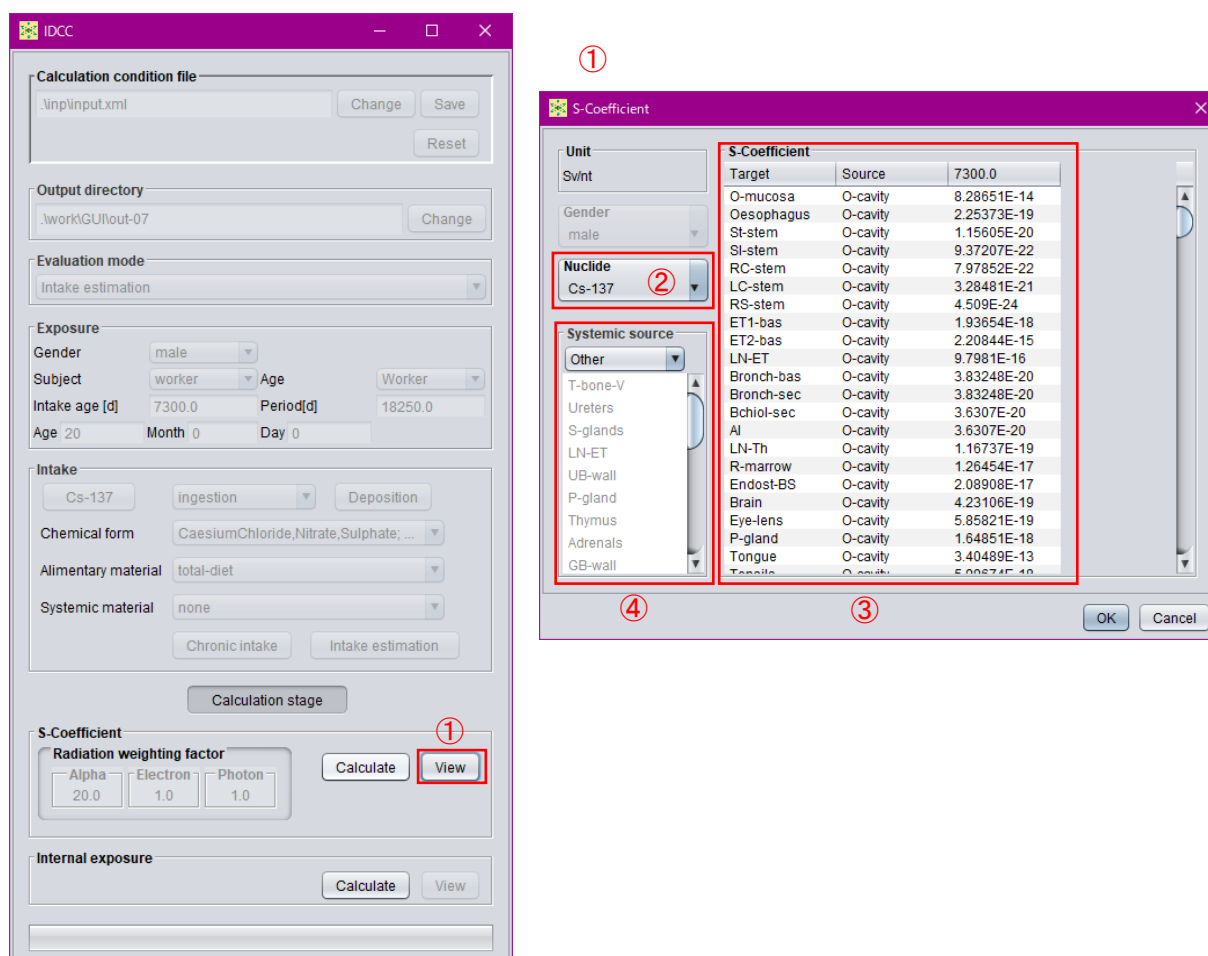 IDCC
Calculation condition file
.\inp\input.xml Change Save
Reset
Output directory
.\work\GUI\out-07 Change
Evaluation mode
Intake estimation
Exposure
Gender male
Subject worker Age Worker
Intake age [d] 7300.0 Period[d] 18250.0
Age 20 Month 0 Day 0
Intake
Cs-137 ingestion Deposition
Chemical form CaesiumChloride,Nitrate,Sulphate; ...
Alimentary material total-diet
Systemic material none
Chronic intake Intake estimation
Calculation stage
S-Coefficient ①
Radiation weighting factor
Alpha Electron Photon
20.0 1.0 1.0
Calculate View
Internal exposure
Calculate View
①
S-Coefficient
Unit
Sv/nt
Gender
male
Nuclide
Cs-137 ②
Systemic source
Other
T-bone-V
Ureters
S-glands
LN-ET
UB-wall
P-gland
Thymus
Adrenals
GB-wall
④
S-Coefficient
Target Source 7300.0
O-mucosa O-cavity 8.28651E-14
Oesophagus O-cavity 2.25373E-19
St-stem O-cavity 1.15605E-20
SI-stem O-cavity 9.37207E-22
RC-stem O-cavity 7.97852E-22
LC-stem O-cavity 3.28481E-21
RS-stem O-cavity 4.509E-24
ET1-bas O-cavity 1.93654E-18
ET2-bas O-cavity 2.20844E-15
LN-ET O-cavity 9.7981E-16
Bronch-bas O-cavity 3.83248E-20
Bronch-sec O-cavity 3.83248E-20
Bchiol-sec O-cavity 3.6307E-20
AI O-cavity 3.6307E-20
LN-Th O-cavity 1.16737E-19
R-marrow O-cavity 1.26454E-17
Endost-BS O-cavity 2.08908E-17
Brain O-cavity 4.23106E-19
Eye-lens O-cavity 5.85821E-19
P-gland O-cavity 1.64851E-18
Tongue O-cavity 3.40489E-13
③
OK Cancel